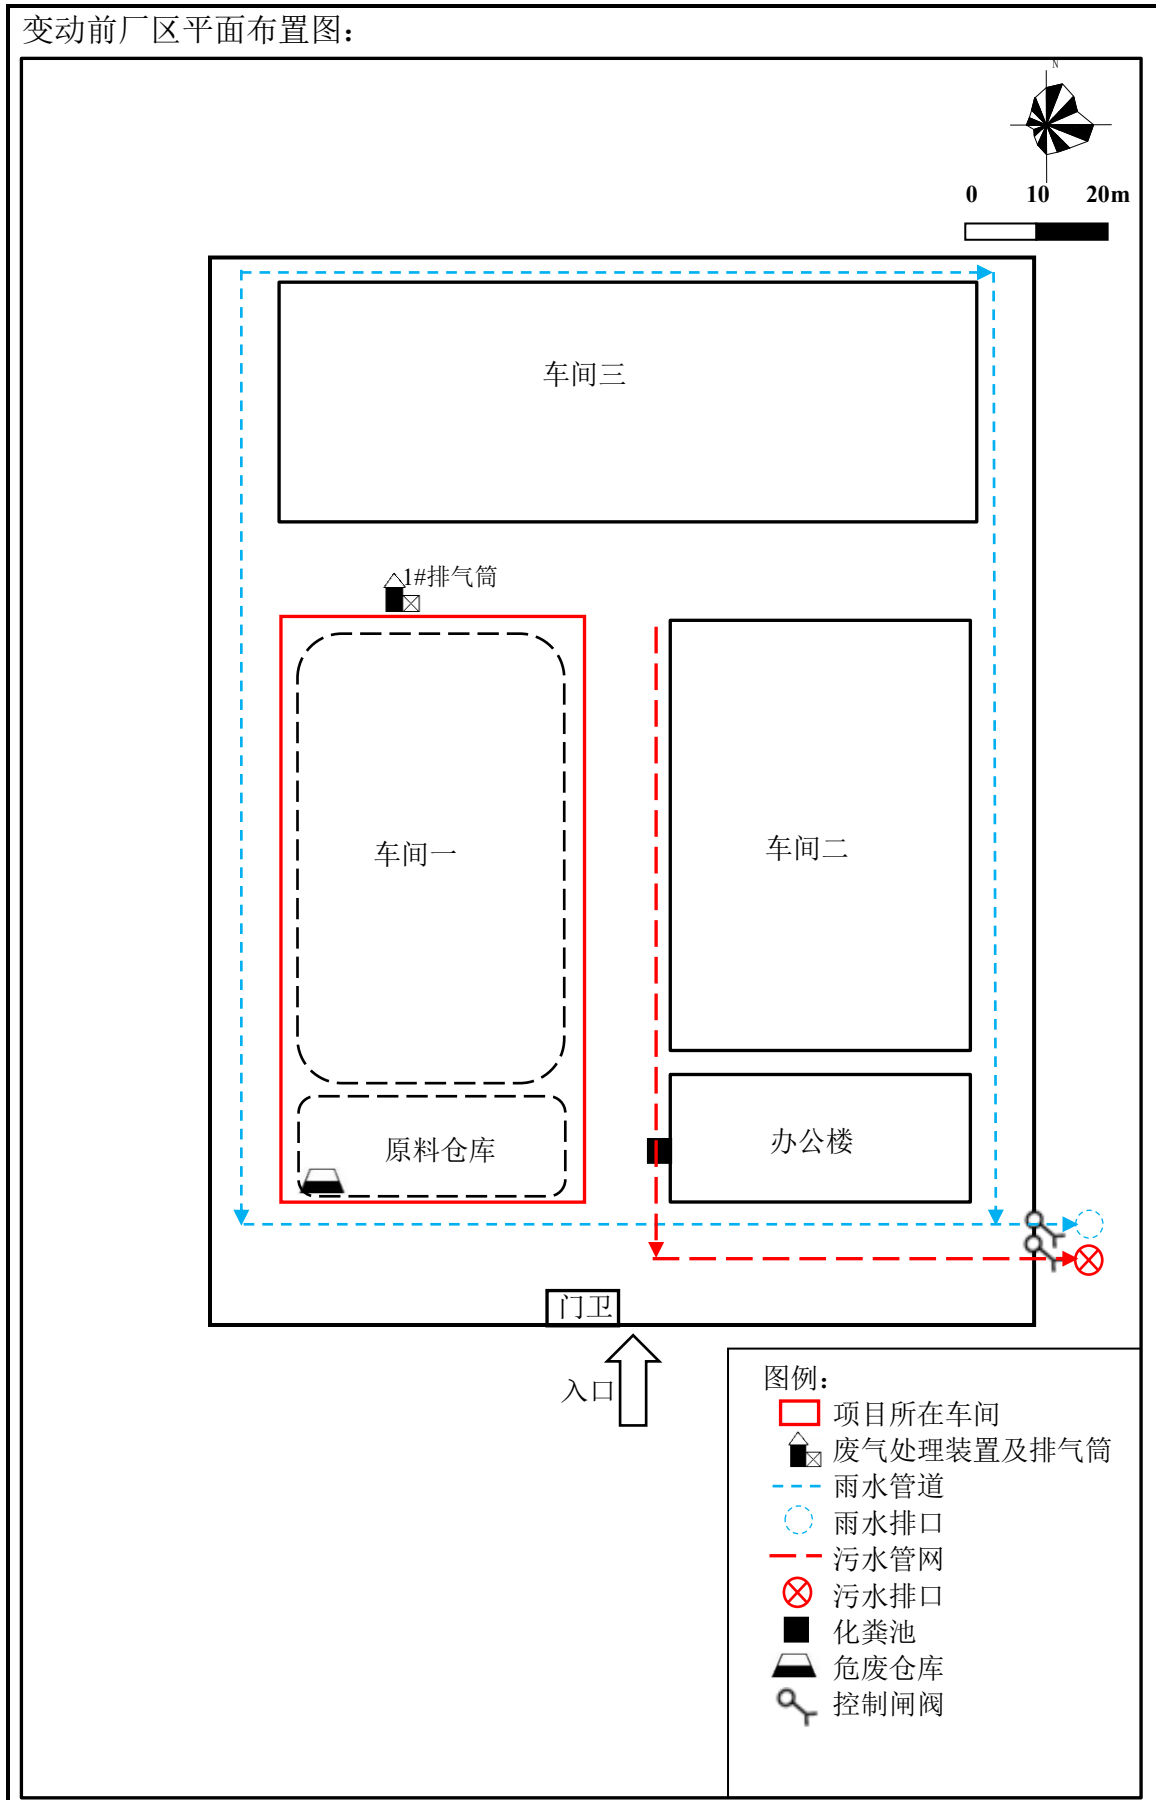 变动前厂区平面布置图：
N
0 10 20m
车间三
1#排气筒
车间一
车间二
原料仓库
办公楼
门卫
入口
图例：
项目所在车间
废气处理装置及排气筒
雨水管道
雨水排口
污水管网
污水排口
化粪池
危废仓库
控制闸阀